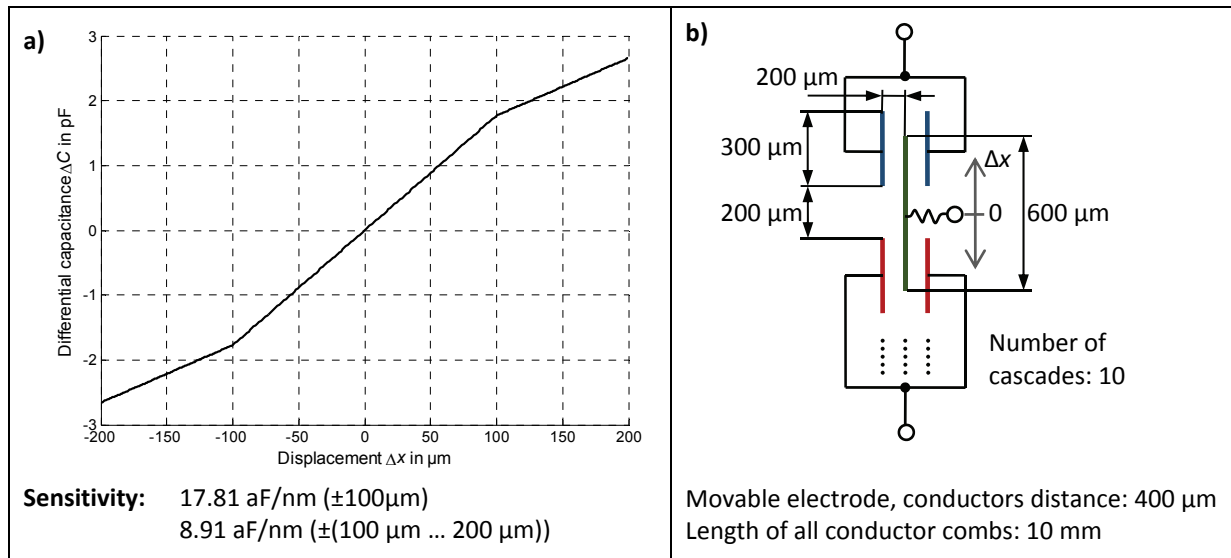 a)
3
2
1
0
-1
-2
-3
Differential capacitance ΔC in pF
-200 -150 -100 -50 0 50 100 150 200
Displacement Δx in µm
Sensitivity: 17.81 aF/nm (±100µm)
8.91 aF/nm (±(100 µm ... 200 µm))
b)
200 µm
300 µm
Δx
200 µm
0
600 µm
Number of
cascades: 10
Movable electrode, conductors distance: 400 µm
Length of all conductor combs: 10 mm